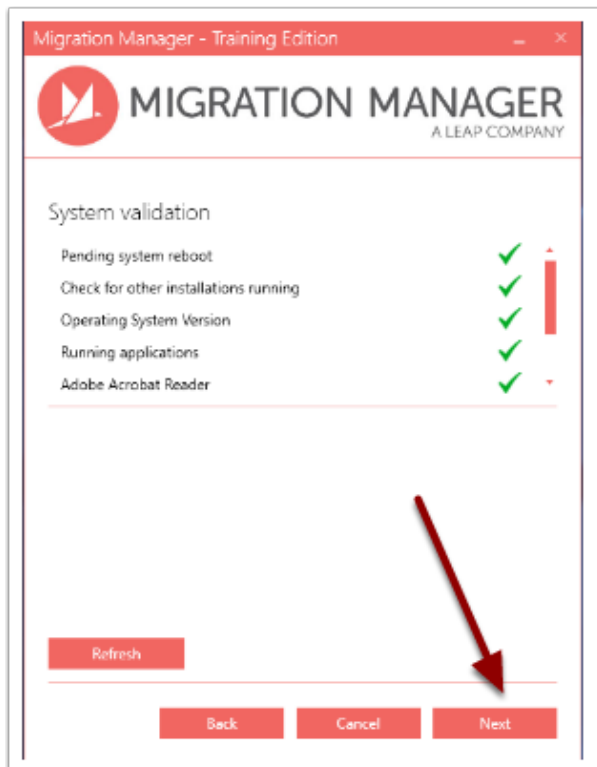 Migration Manager - Training Edition
MIGRATION MANAGER
A LEAP COMPANY
System validation
Pending system reboot
Check for other installations running
Operating System Version
Running applications
Adobe Acrobat Reader
Refresh
Back Cancel Next